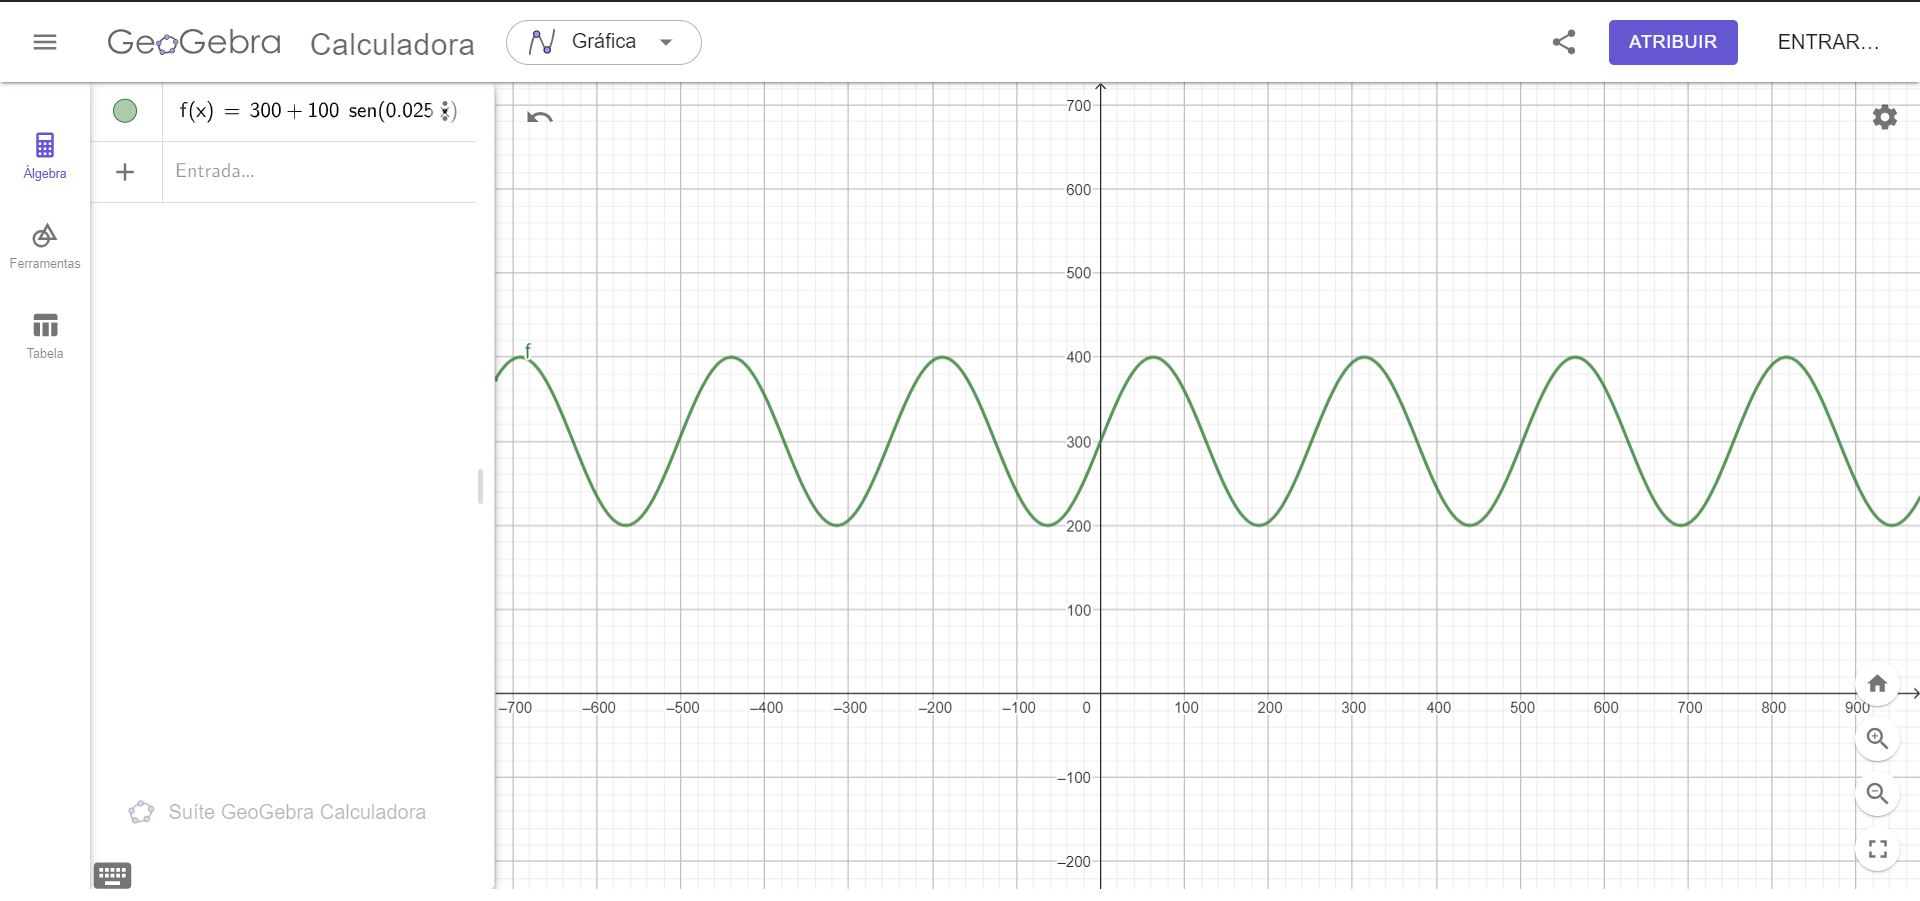 GeoGebra Calculadora Gráfica ATRIBUIR ENTRAR...
f(x) = 300 + 100 sen(0.025 x)
Entrada...
Álgebra
Ferramentas
Tabela
f
700
600
500
400
300
200
100
–100
–200
–700 –600 –500 –400 –300 –200 –100 0 100 200 300 400 500 600 700 800 900
Suíte GeoGebra Calculadora